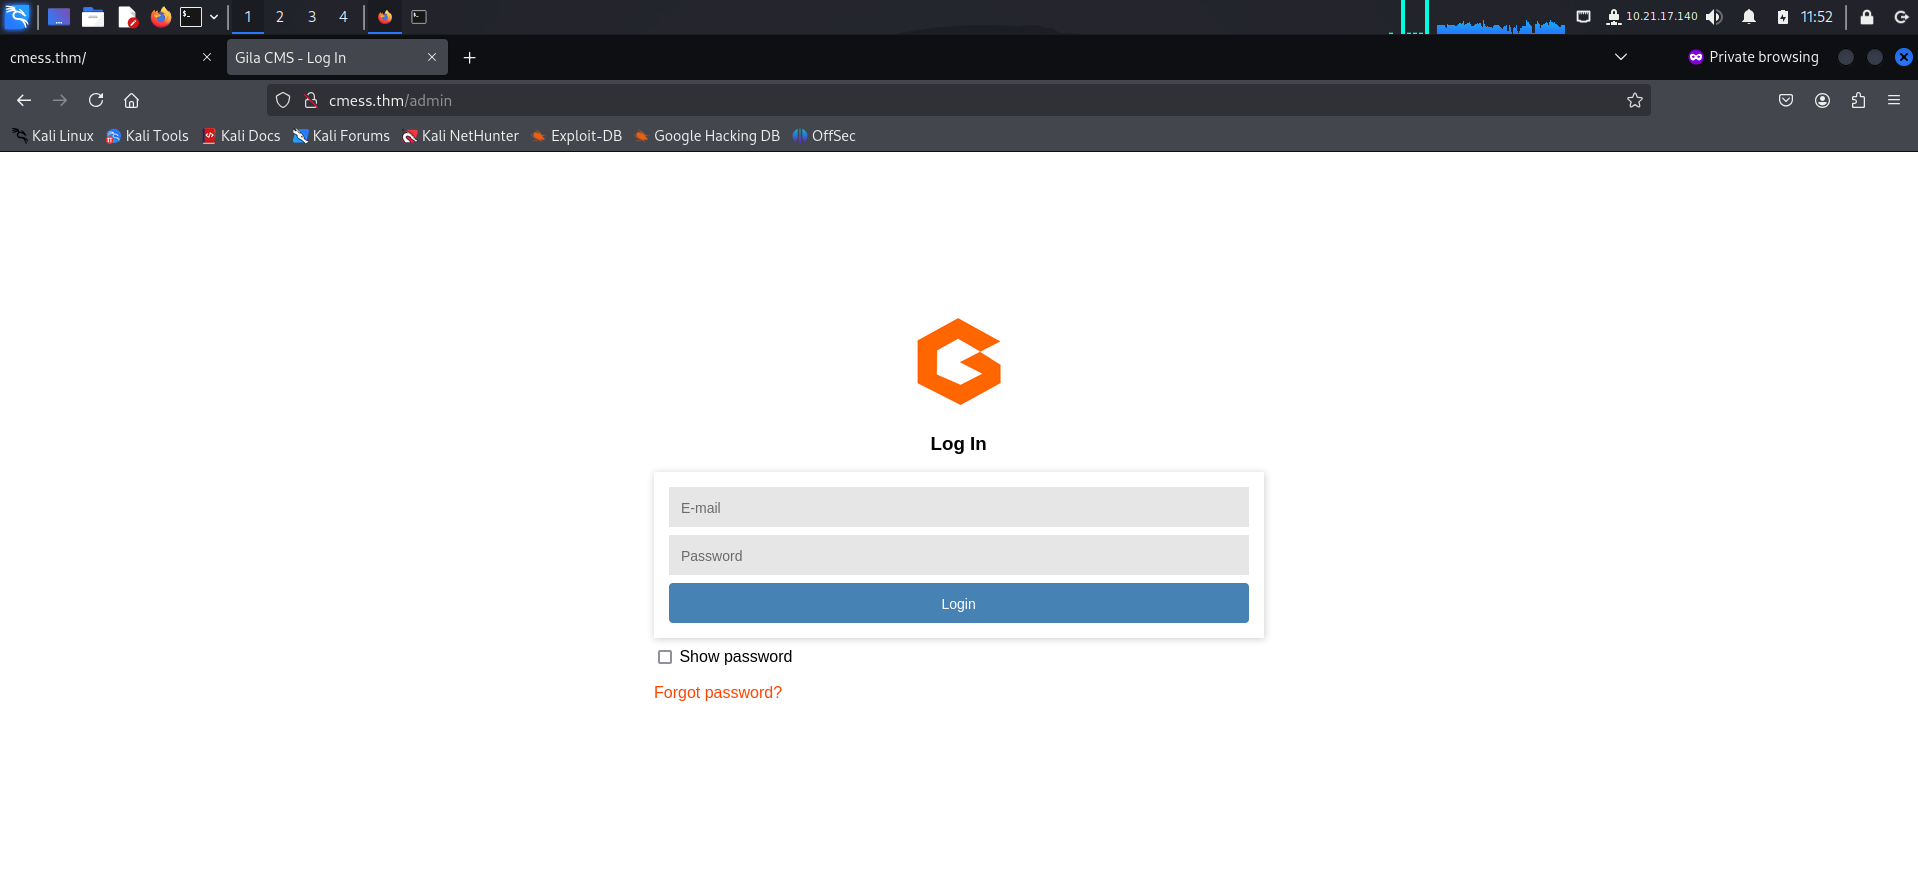 1 2 3 4 10.21.17.140 11:52
cmess.thm/ Gila CMS - Log In Private browsing
cmess.thm/admin
Kali Linux Kali Tools Kali Docs Kali Forums Kali NetHunter Exploit-DB Google Hacking DB OffSec
Log In
E-mail
Password
Login
Show password
Forgot password?